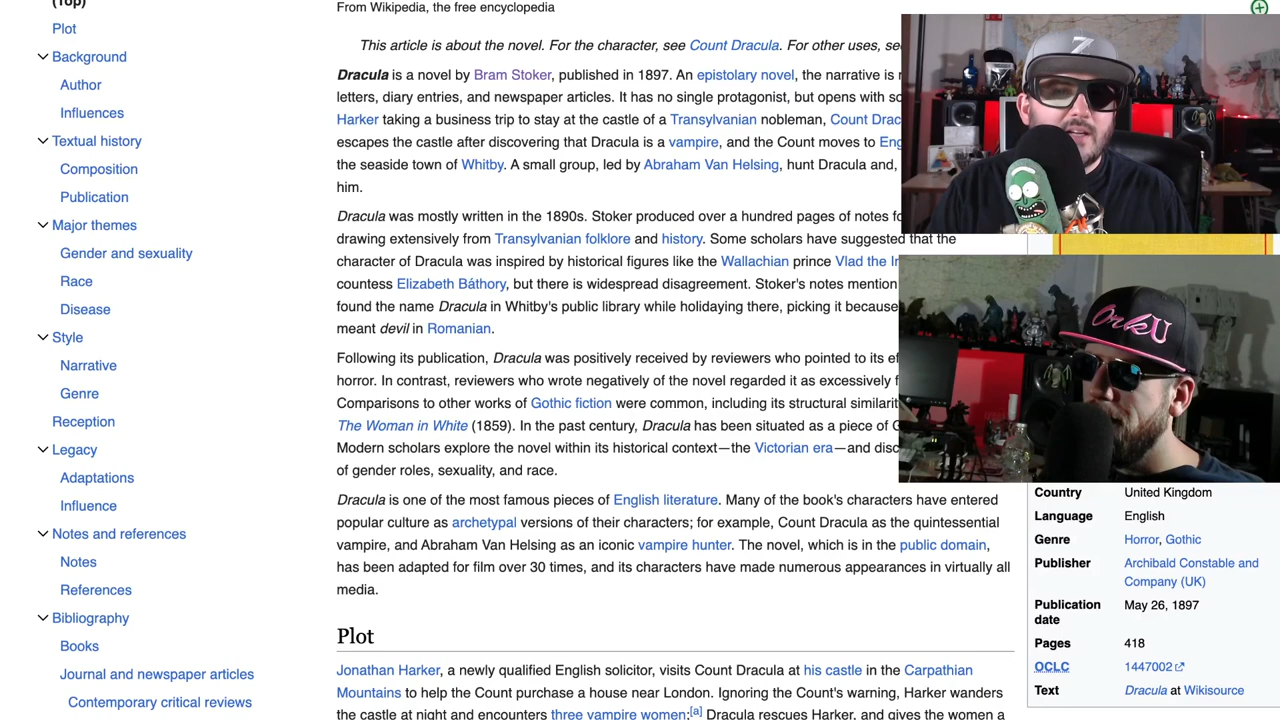 (Top)
Plot
Background
Author
Influences
Textual history
Composition
Publication
Major themes
Gender and sexuality
Race
Disease
Style
Narrative
Genre
Reception
Legacy
Adaptations
Influence
Notes and references
Notes
References
Bibliography
Books
Journal and newspaper articles
Contemporary critical reviews
From Wikipedia, the free encyclopedia
This article is about the novel. For the character, see Count Dracula. For other uses,
Dracula is a novel by Bram Stoker, published in 1897. An epistolary novel, the narrative is
letters, diary entries, and newspaper articles. It has no single protagonist, but opens with
Harker taking a business trip to stay at the castle of a Transylvanian nobleman, Count
escapes the castle after discovering that Dracula is a vampire, and the Count moves to
the seaside town of Whitby. A small group, led by Abraham Van Helsing, hunt Dracula and,
him.
Dracula was mostly written in the 1890s. Stoker produced over a hundred pages of notes
drawing extensively from Transylvanian folklore and history. Some scholars have suggested that the
character of Dracula was inspired by historical figures like the Wallachian prince Vlad the
countess Elizabeth Báthory, but there is widespread disagreement. Stoker's notes mention
found the name Dracula in Whitby's public library while holidaying there, picking it because
meant devil in Romanian.
Following its publication, Dracula was positively received by reviewers who pointed to its
horror. In contrast, reviewers who wrote negatively of the novel regarded it as excessively
Comparisons to other works of Gothic fiction were common, including its structural
The Woman in White (1859). In the past century, Dracula has been situated as a piece of
Modern scholars explore the novel within its historical context—the Victorian era—and
of gender roles, sexuality, and race.
Dracula is one of the most famous pieces of English literature. Many of the book's characters have entered
popular culture as archetypal versions of their characters; for example, Count Dracula as the quintessential
vampire, and Abraham Van Helsing as an iconic vampire hunter. The novel, which is in the public domain,
has been adapted for film over 30 times, and its characters have made numerous appearances in virtually all
media.
Plot
Jonathan Harker, a newly qualified English solicitor, visits Count Dracula at his castle in the Carpathian
Mountains to help the Count purchase a house near London. Ignoring the Count's warning, Harker wanders
the castle at night and encounters three vampire women;[a] Dracula rescues Harker, and gives the women a
OrkU
Country United Kingdom
Language English
Genre Horror, Gothic
Publisher Archibald Constable and
Company (UK)
Publication May 26, 1897
date
Pages 418
OCLC 1447002
Text Dracula at Wikisource